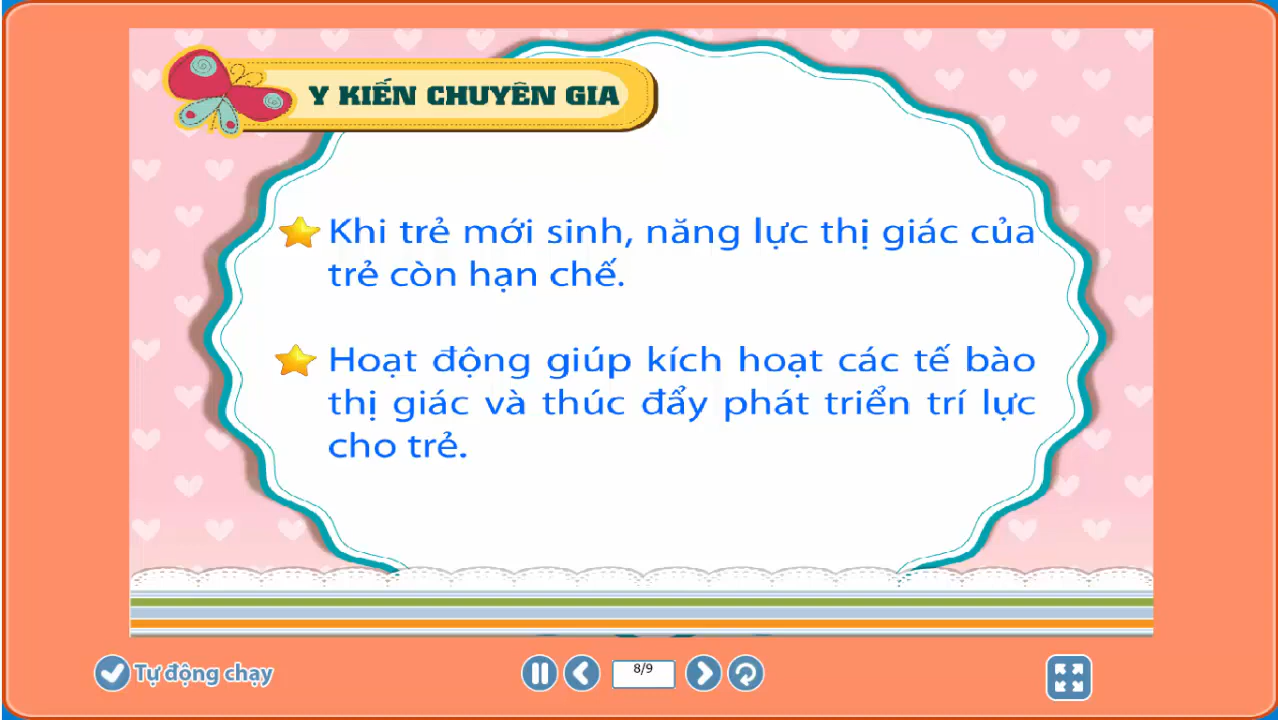 Y KIẾN CHUYÊN GIA
Khi trẻ mới sinh, năng lực thị giác của
trẻ còn hạn chế.
Hoạt động giúp kích hoạt các tế bào
thị giác và thúc đẩy phát triển trí lực
cho trẻ.
Tự động chạy
8/9